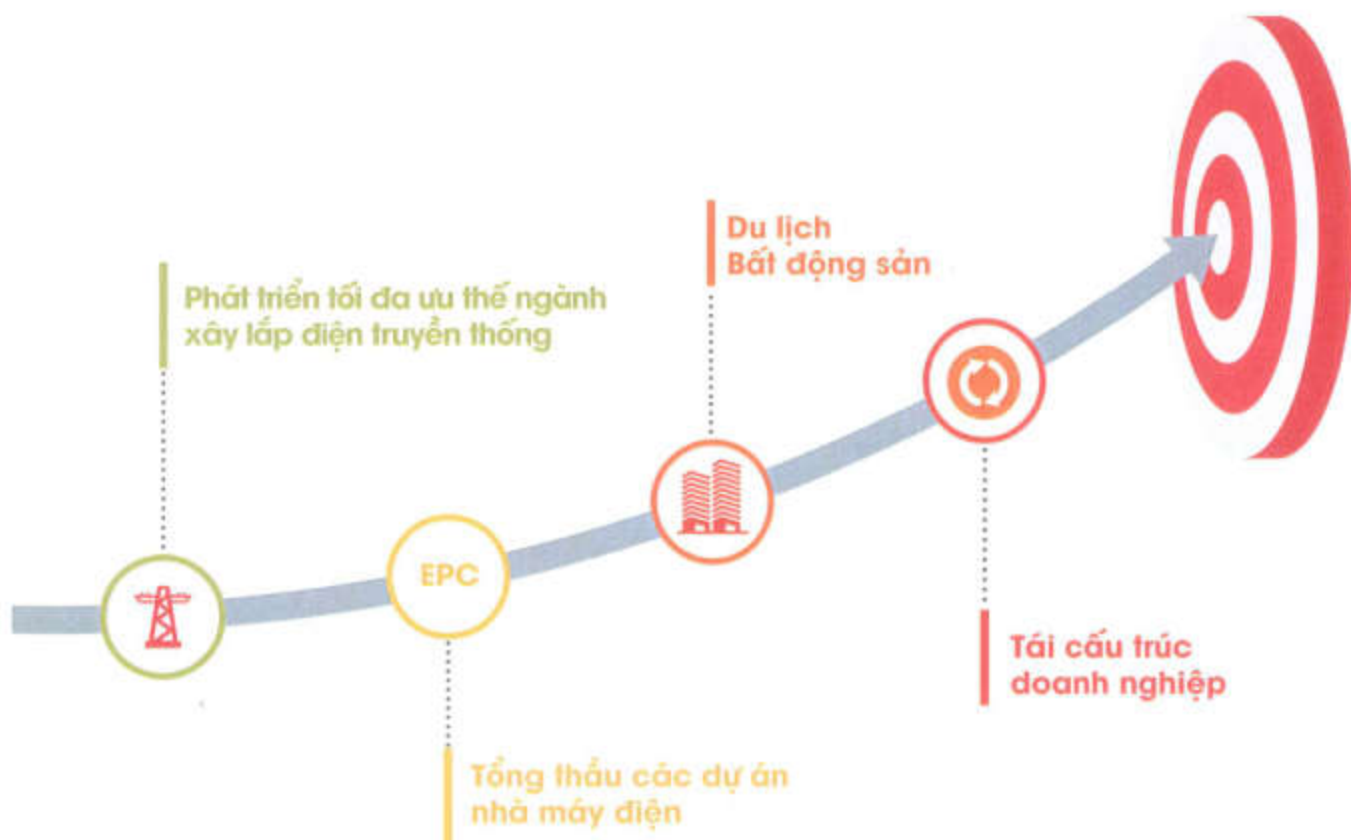 Du lịch
Bất động sản
Phát triển tối đa ưu thế ngành
xây lắp điện truyền thống
EPC
Tái cấu trúc
doanh nghiệp
Tổng thầu các dự án
nhà máy điện